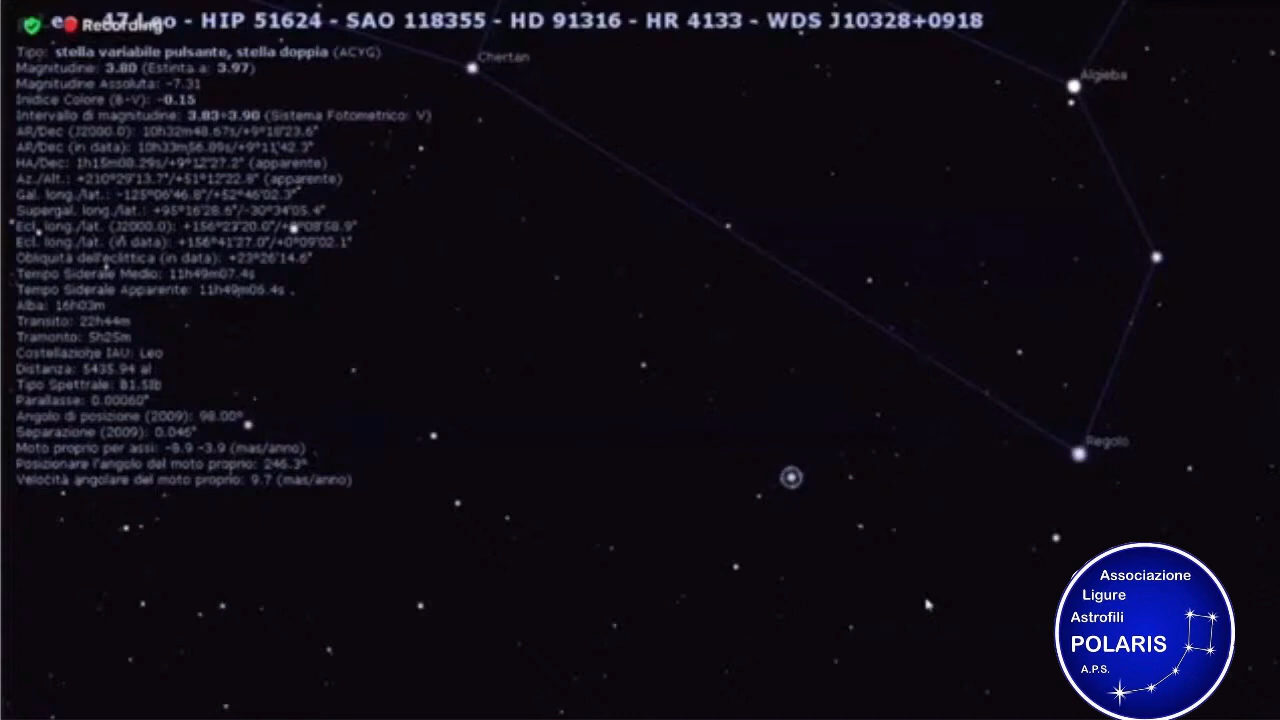 Recording - HIP 51624 - SAO 118355 - HD 91316 - HR 4133 - WDS J10328+0918
Tipo: stella variabile pulsante, stella doppia (ACYG)
Magnitudine: 3.80 (Estinta a: 3.97)
Magnitudine Assoluta: -7.31
Inidice Colore (B-V): -0.15
Intervallo di magnitudine: 3.83÷3.90 (Sistema Fotometrico: V)
AR/Dec (J2000.0): 10h32m48.67s/+9°18'23.6"
AR/Dec (in data): 10h33m56.89s/+9°11'42.3"
HA/Dec: 1h15m08.29s/+9°12'27.2" (apparente)
Az./Alt.: +210°29'13.7"/+51°12'22.8" (apparente)
Gal. long./lat.: -125°06'46.8"/+52°46'02.3"
Supergal. long./lat.: +95°16'28.6"/-30°34'05.4"
Ecl. long./lat. (J2000.0): +156°23'20.0"/+0°08'58.9"
Ecl. long./lat. (in data): +156°41'27.0"/+0°09'02.1"
Obliquità dell'eclittica (in data): +23°26'14.6"
Tempo Siderale Medio: 11h49m07.4s
Tempo Siderale Apparente: 11h49m06.4s
Alba: 16h03m
Transito: 22h44m
Tramonto: 5h25m
Costellazione IAU: Leo
Distanza: 5435.94 al
Tipo Spettrale: B1.5Ib
Parallasse: 0.00060"
Angolo di posizione (2009): 98.00°
Separazione (2009): 0.046"
Moto proprio per assi: -8.9 -3.9 (mas/anno)
Posizionare l'angolo del moto proprio: 246.3°
Velocità angolare del moto proprio: 9.7 (mas/anno)
Chertan
Algieba
Regolo
Associazione
Ligure
Astrofili
POLARIS
A.P.S.